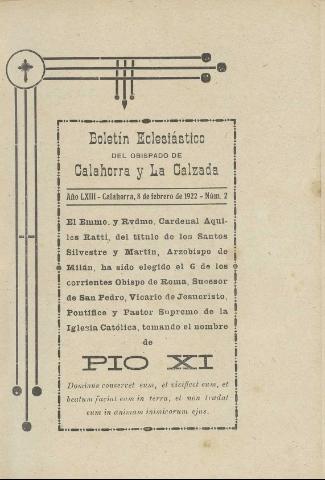 Boletín Eclesiástico
DEL OBISPADO DE
Calahorra y La Calzada
Año LXIII - Calahorra, 8 de febrero de 1922 - Núm. 2
El Emmo. y Rvdmo. Cardenal Aqui-
les Ratti, del título de los Santos
Silvestre y Martín, Arzobispo de
Milán, ha sido elegido el 6 de los
corrientes Obispo de Roma, Sucesor
de San Pedro, Vicario de Jesucristo,
Pontífice y Pastor Supremo de la
Iglesia Católica, tomando el nombre
de
PIO XI
Dominus conservet eum, et vivificet eum, et
beatum faciat eum in terra, et non tradat
eum in animam inimicorum ejus.